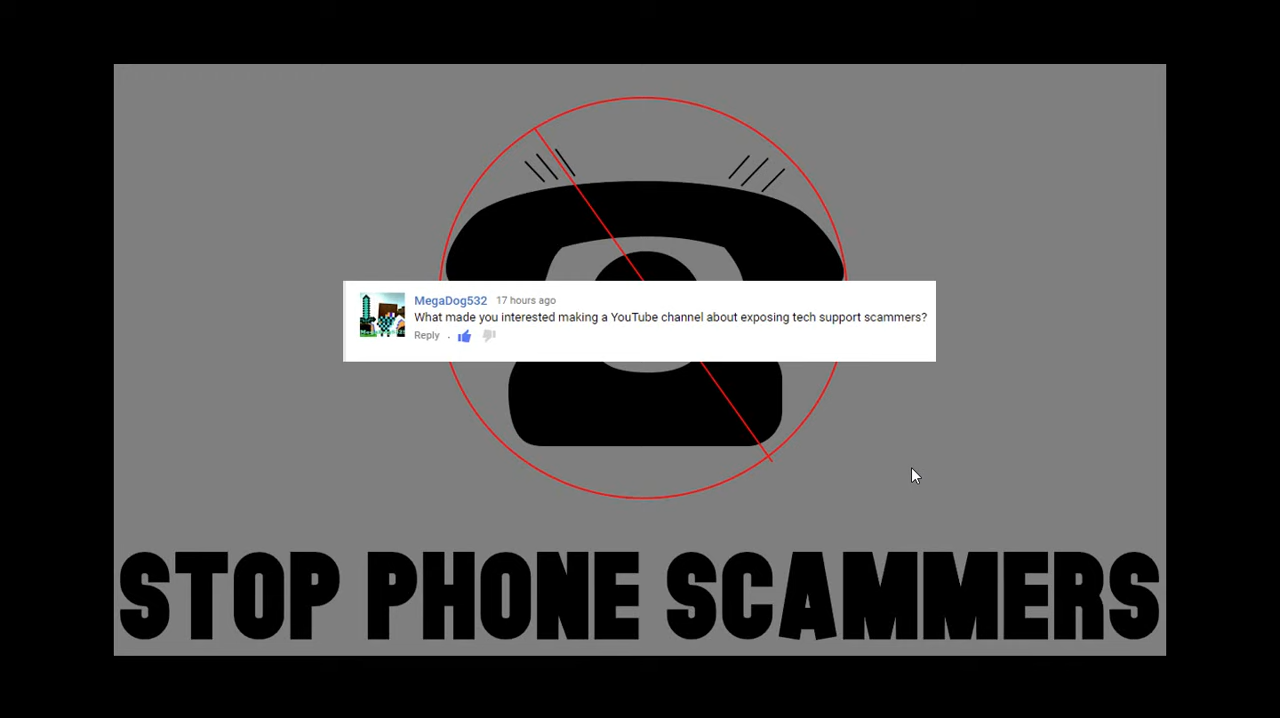 MegaDog532 17 hours ago
What made you interested making a YouTube channel about exposing tech support scammers?
Reply .
STOP PHONE SCAMMERS